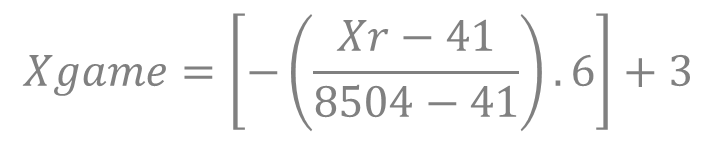 Xgame = [−((Xr − 41)/(8504 − 41)) . 6] + 3